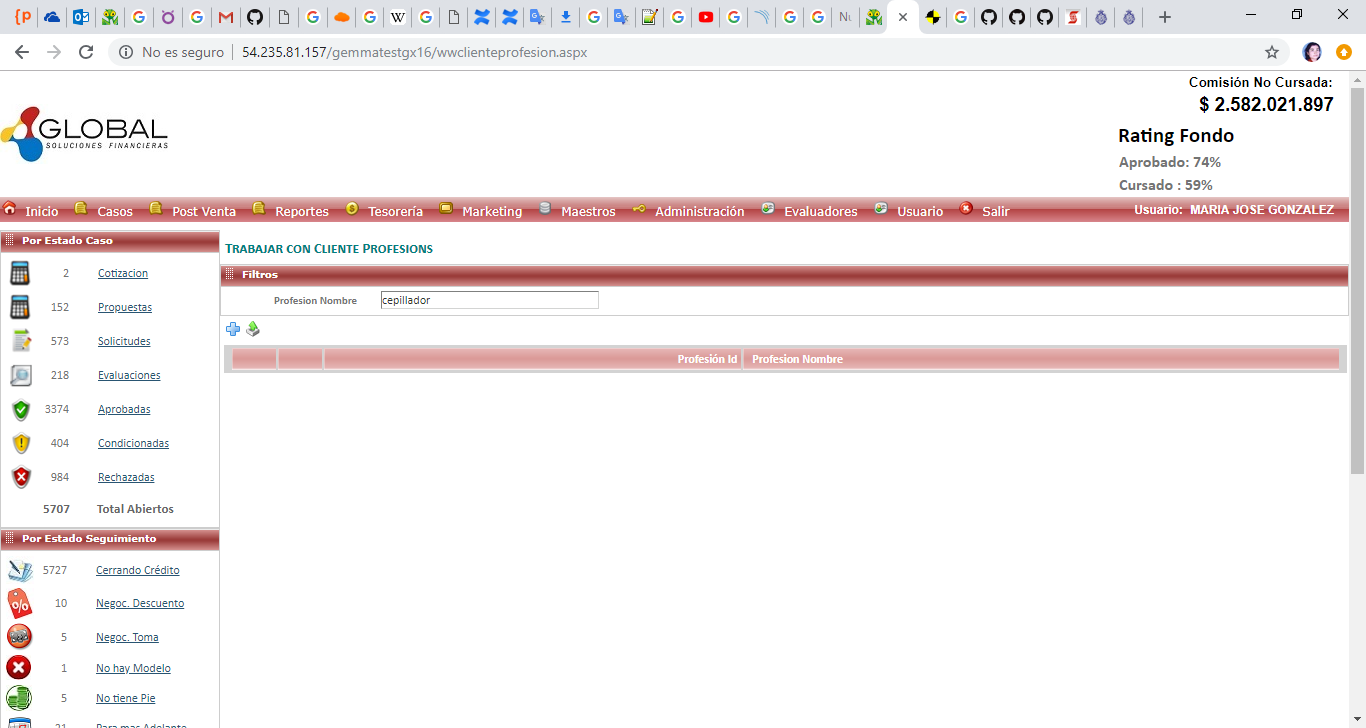 No es seguro 54.235.81.157/gemmatestgx16/wwclienteprofesion.aspx
Comisión No Cursada:
$ 2.582.021.897
GLOBAL
SOLUCIONES FINANCIERAS
Rating Fondo
Aprobado: 74%
Cursado : 59%
Inicio Casos Post Venta Reportes Tesorería Marketing Maestros Administración Evaluadores Usuario Salir Usuario: MARIA JOSE GONZALEZ
Por Estado Caso
2 Cotizacion
152 Propuestas
573 Solicitudes
218 Evaluaciones
3374 Aprobadas
404 Condicionadas
984 Rechazadas
5707 Total Abiertos
Por Estado Seguimiento
5727 Cerrando Crédito
10 Negoc. Descuento
5 Negoc. Toma
1 No hay Modelo
5 No tiene Pie
21 Para mas Adelante
TRABAJAR CON CLIENTE PROFESIONS
Filtros
Profesion Nombre cepillador
Profesión Id Profesion Nombre